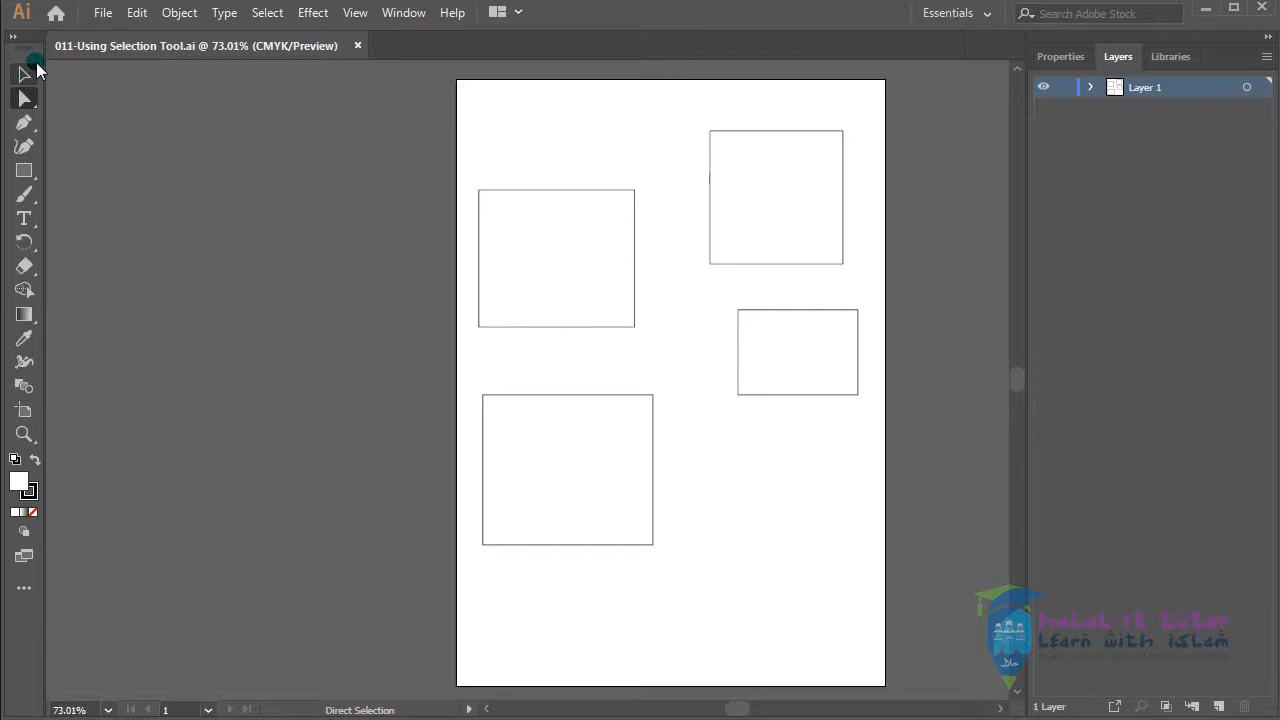 Ai File Edit Object Type Select Effect View Window Help Essentials Search Adobe Stock
011-Using Selection Tool.ai @ 73.01% (CMYK/Preview)
Properties Layers Libraries
Layer 1
halal it tutor
Learn with islam
حلال
73.01% 1 Direct Selection
1 Layer